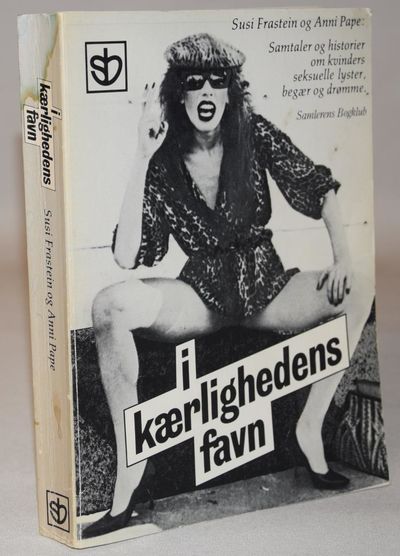 Susi Frastein og Anni Pape:
Samtaler og historier
om kvinders
seksuelle lyster,
begær og drømme.
Samlerens Bogklub
i
kærlighedens
favn
i
kærlighedens
favn
Susi Frastein og Anni Pape